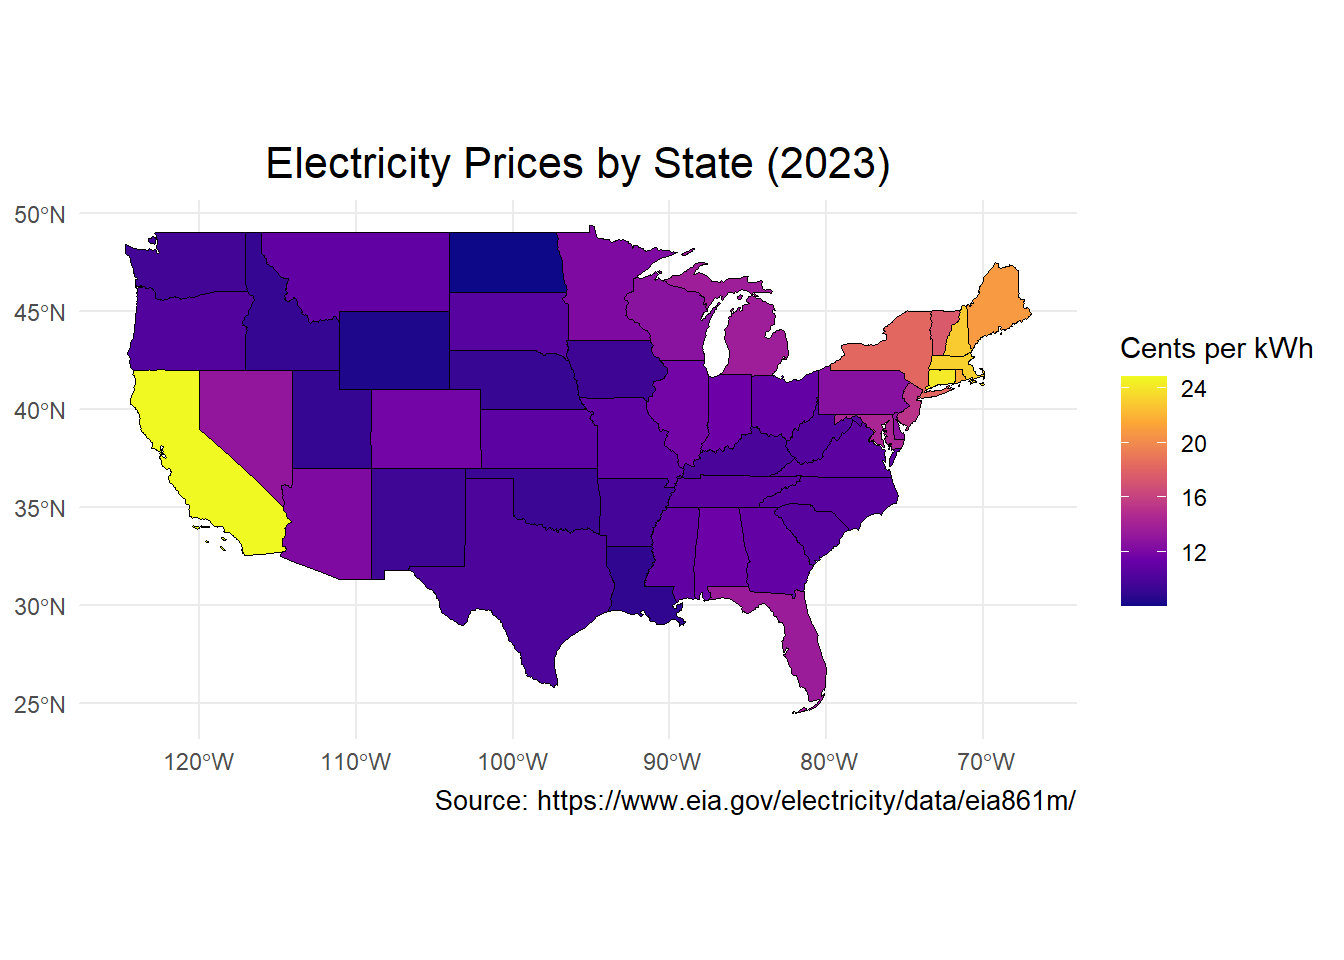 Electricity Prices by State (2023)
50°N
45°N
40°N
35°N
30°N
25°N
120°W
110°W
100°W
90°W
80°W
70°W
Source: https://www.eia.gov/electricity/data/eia861m/
Cents per kWh
24
20
16
12